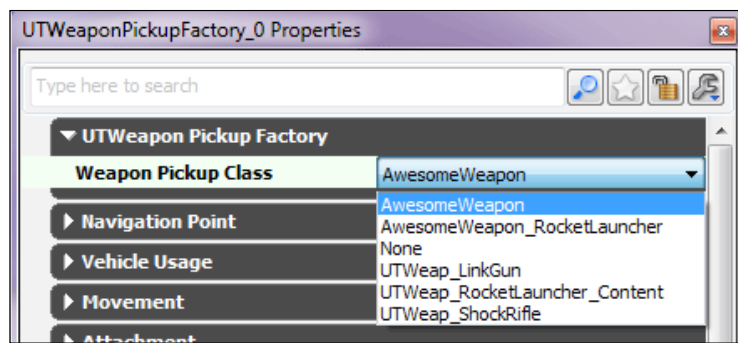 UTWeaponPickupFactory_0 Properties
Type here to search
UTWeapon Pickup Factory
Weapon Pickup Class
AwesomeWeapon
AwesomeWeapon
AwesomeWeapon_RocketLauncher
None
UTWeap_LinkGun
UTWeap_RocketLauncher_Content
UTWeap_ShockRifle
Navigation Point
Vehicle Usage
Movement
Attachment